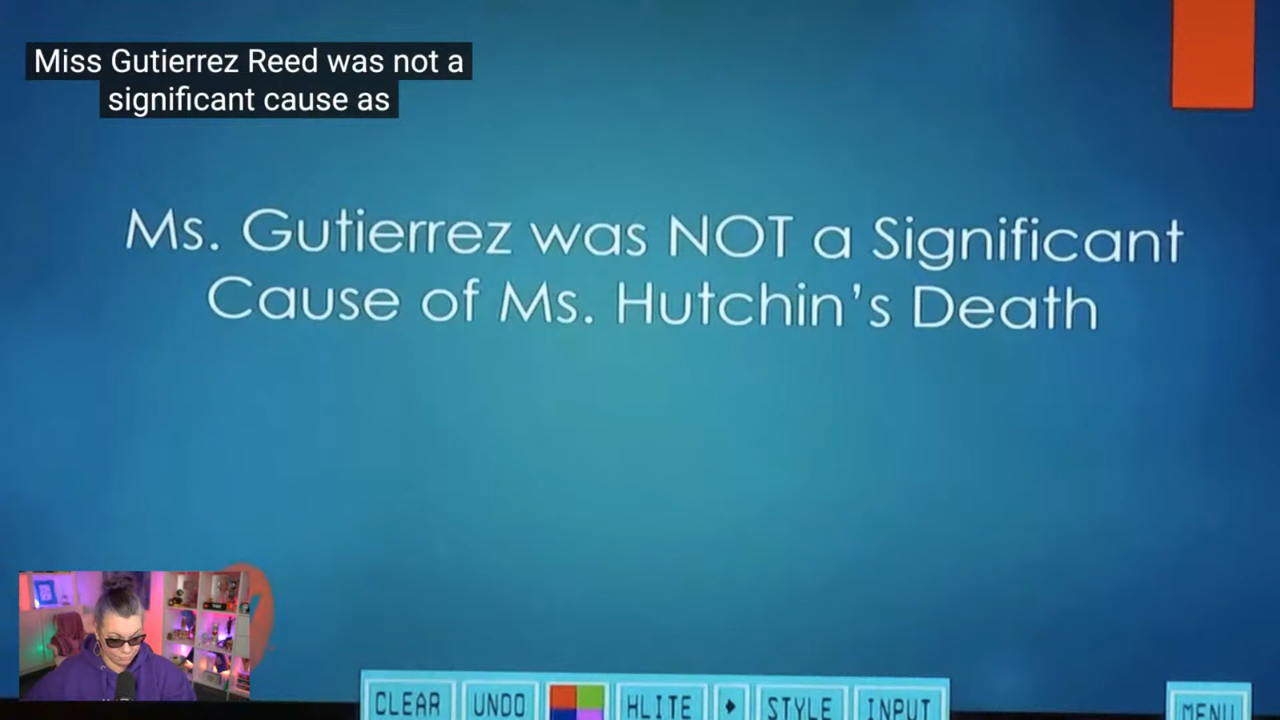 Miss Gutierrez Reed was not a
significant cause as
Ms. Gutierrez was NOT a Significant
Cause of Ms. Hutchin's Death
CLEAR UNDO HLITE STYLE INPUT MENU